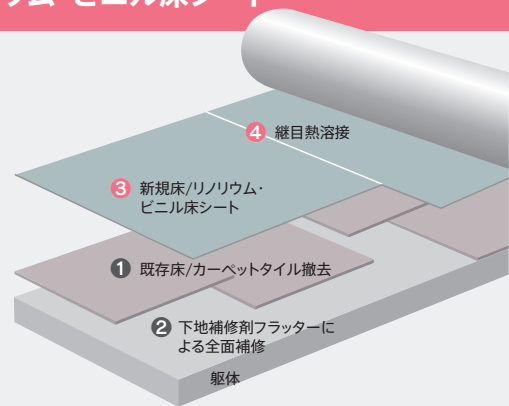 ウム・ビニル床シート
④ 継目熱溶接
③ 新規床/リノリウム・
ビニル床シート
① 既存床/カーペットタイル撤去
② 下地補修剤フラッターに
よる全面補修
躯体